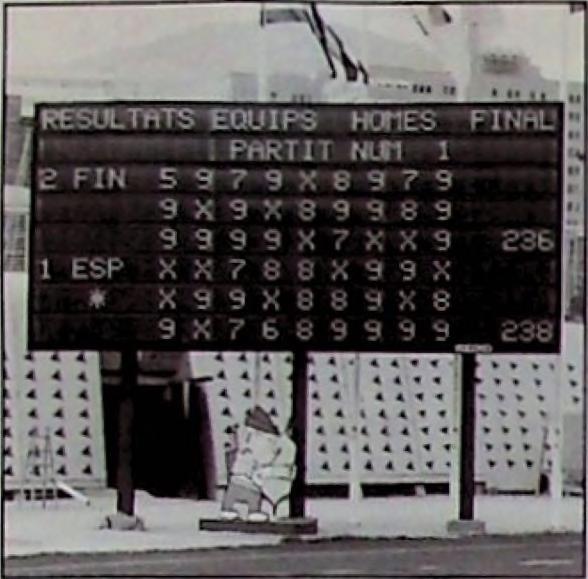 RESULTATS EQUIPS HOMES FINAL
PARTIT NUM 1
2 FIN 5 9 7 9 X 8 9 7 9
9 X 9 X 8 9 9 8 9
9 9 9 9 X 7 X X 9 236
1 ESP X X 7 8 8 X 9 9 X
* X 9 9 X 8 8 9 X 8
9 X 7 6 8 9 9 9 9 238